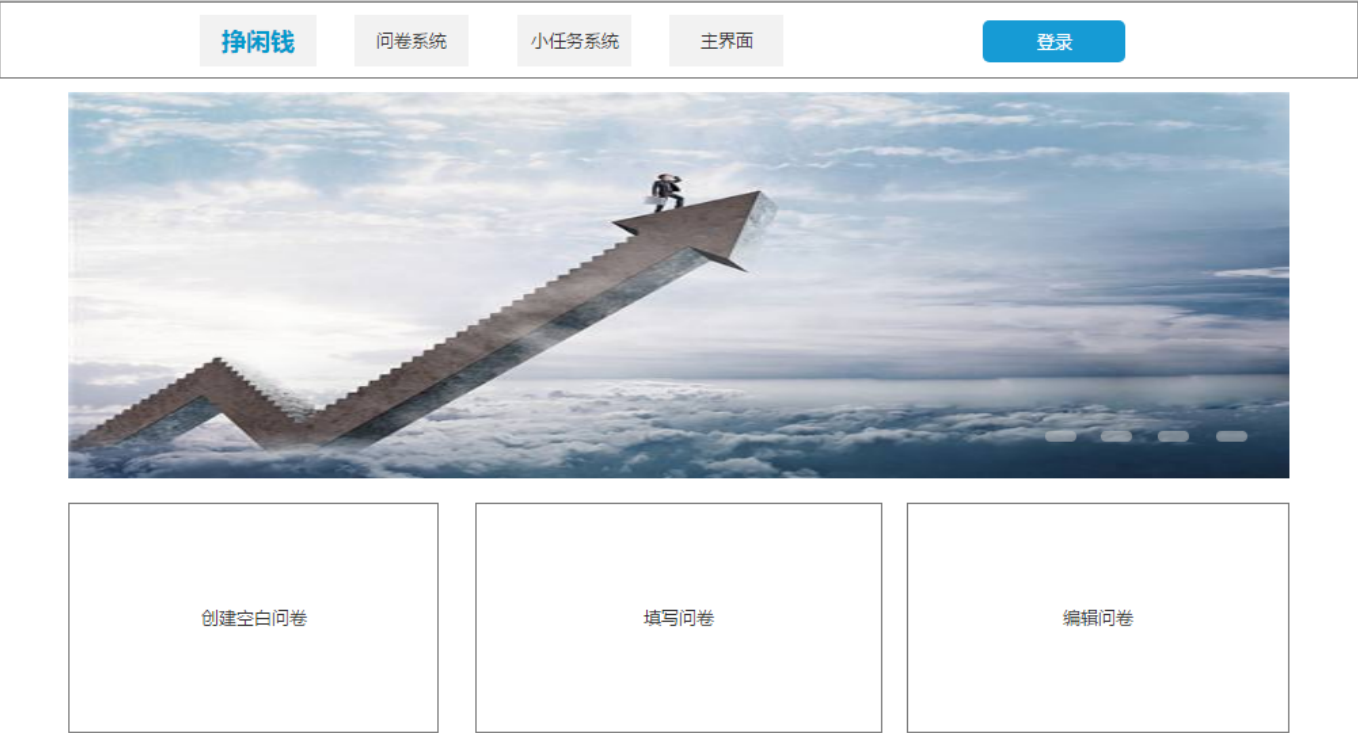 挣闲钱
问卷系统
小任务系统
主界面
登录
创建空白问卷
填写问卷
编辑问卷